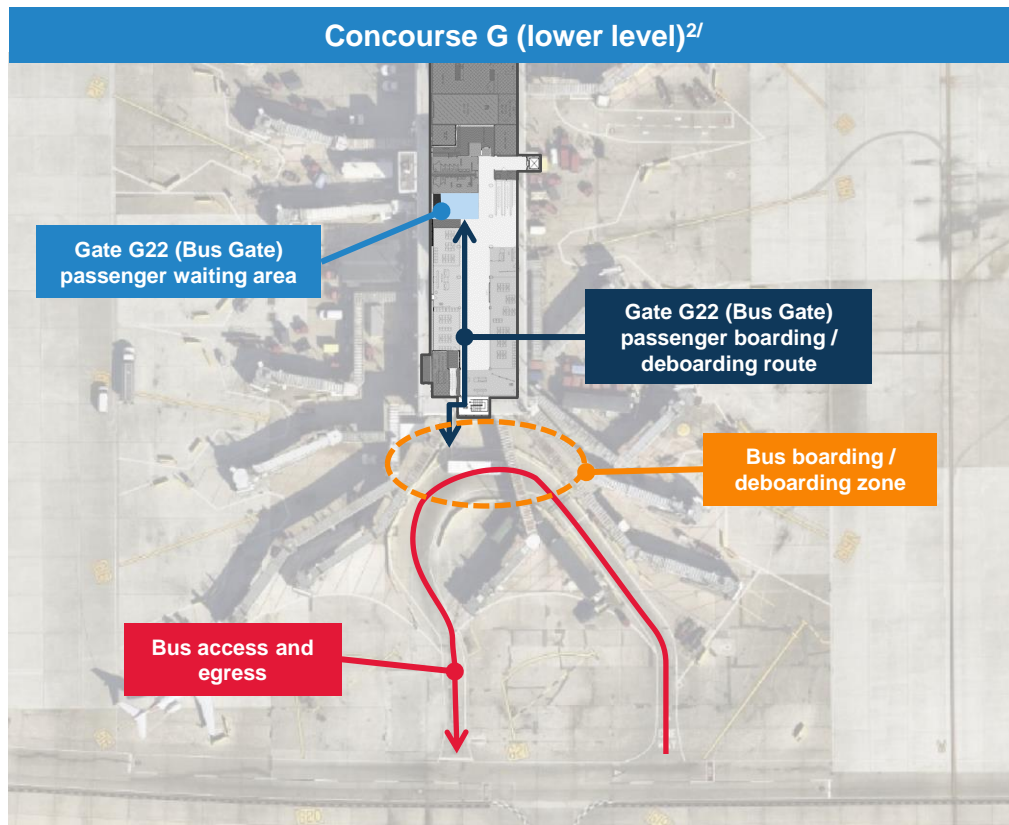 Concourse G (lower level)2/
Gate G22 (Bus Gate)
passenger waiting area
Gate G22 (Bus Gate)
passenger boarding /
deboarding route
Bus boarding /
deboarding zone
Bus access and
egress